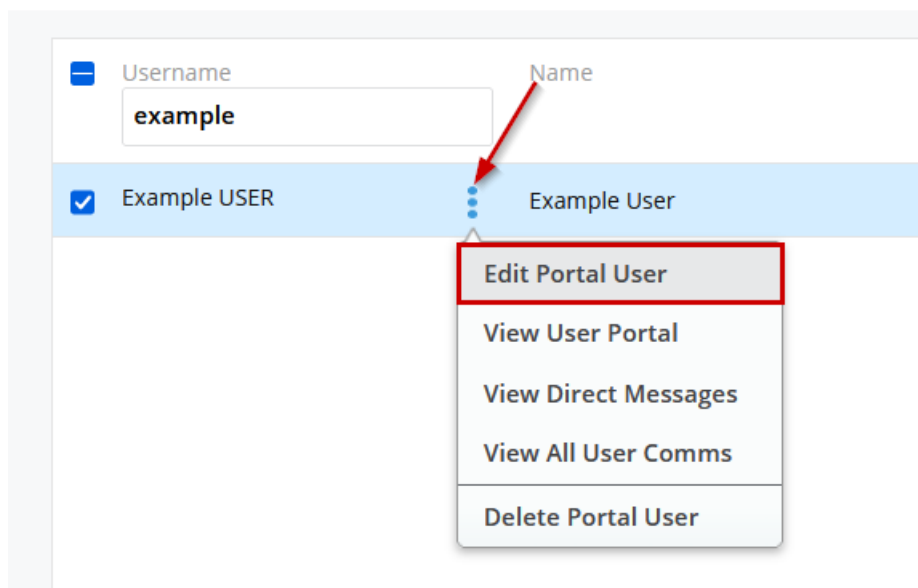 Username Name
example
Example USER Example User
Edit Portal User
View User Portal
View Direct Messages
View All User Comms
Delete Portal User